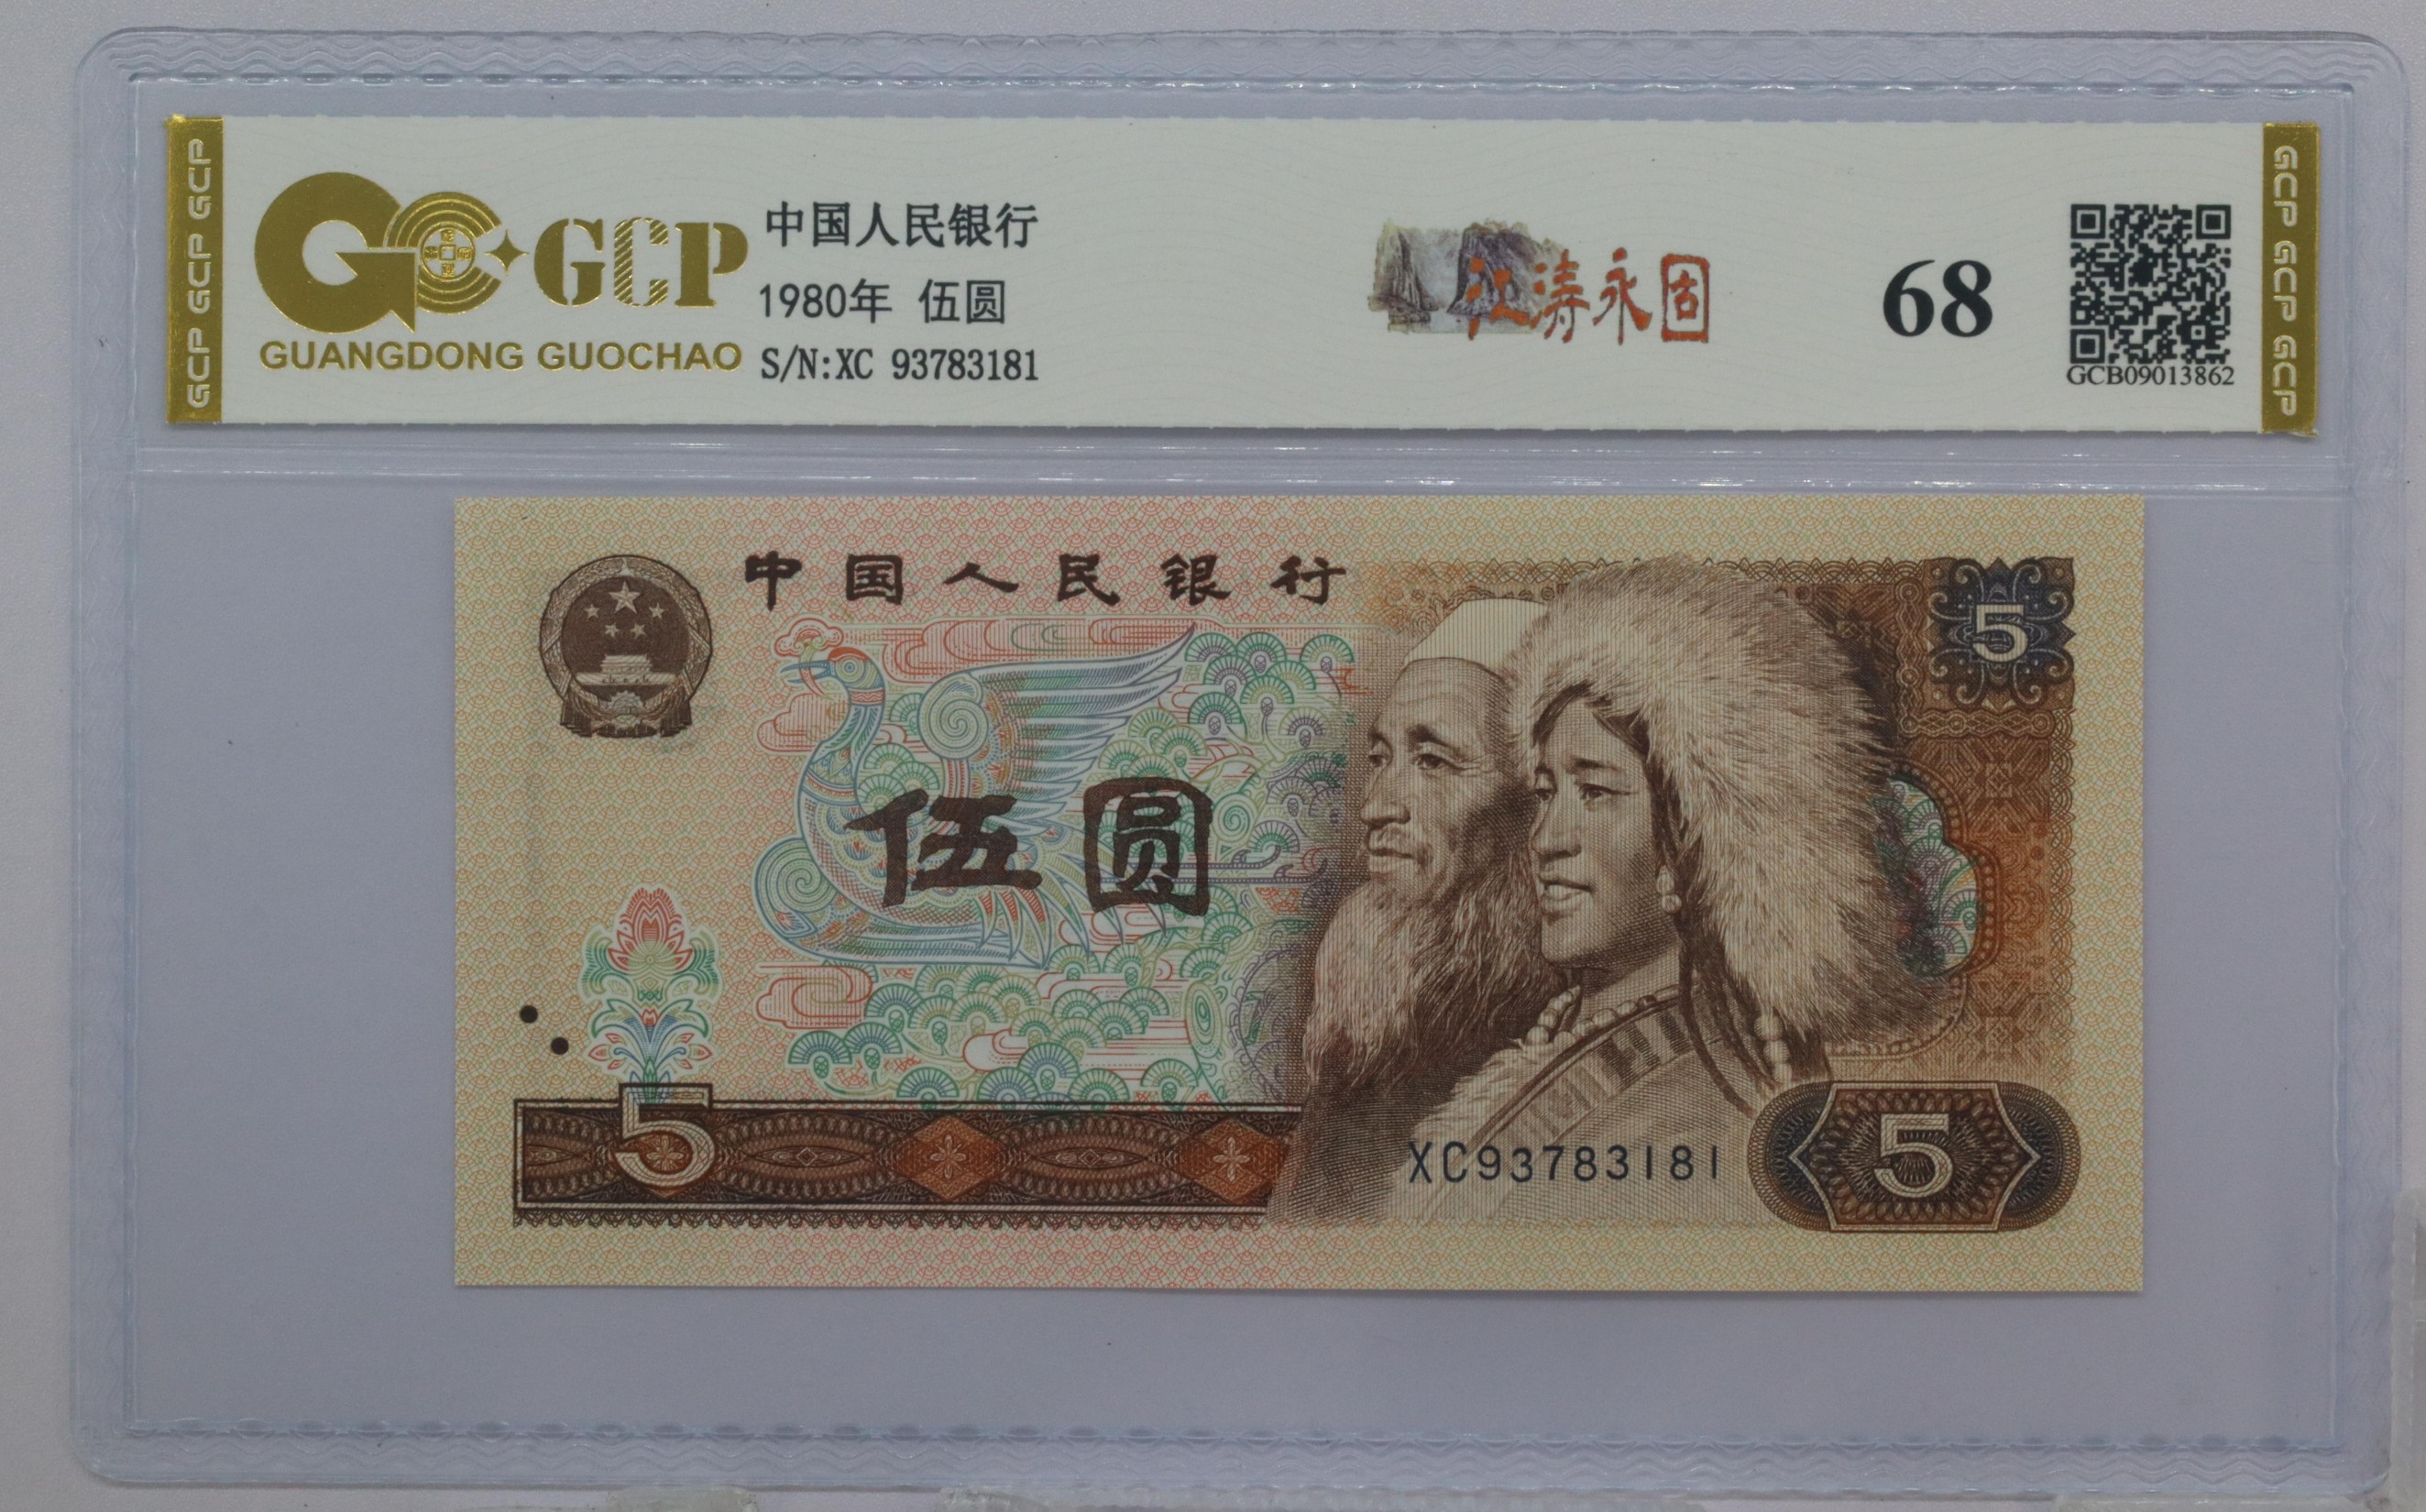 GCP GCP GCP
GCP
GUANGDONG GUOCHAO
中国人民银行
1980年 伍圆
S/N:XC 93783181
江涛永固
68
GCB09013862
GCP GCP GCP
中国人民银行
5
伍圆
5
XC93783181
5